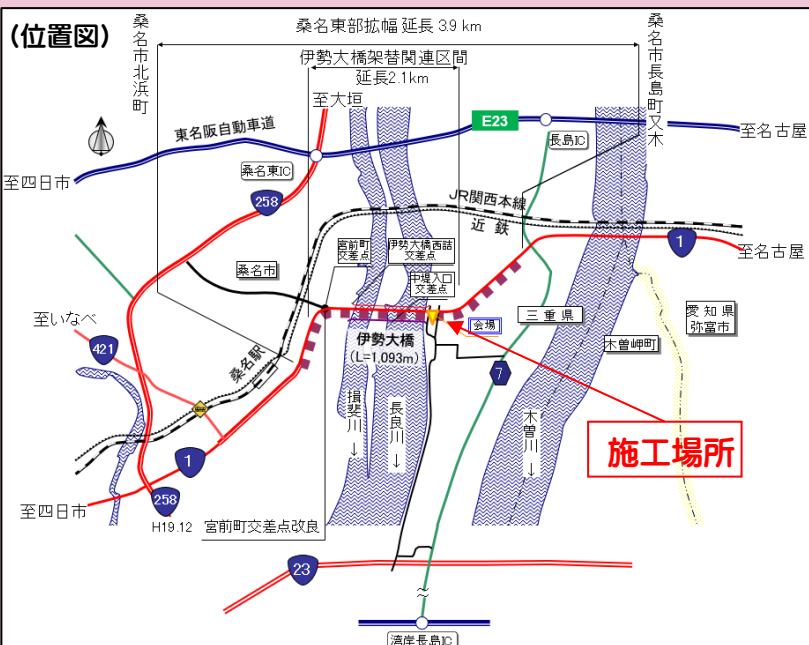 (位置図)
桑名市北浜町
桑名東部拡幅 延長 3.9 km
桑名市長島町又木
伊勢大橋架替関連区間
延長2.1km
至大垣
東名阪自動車道
E23
至名古屋
長島IC
桑名東IC
至四日市
258
JR関西本線
近鉄
1
至名古屋
宮前町
交差点
伊勢大橋西詰
交差点
中堤入口
交差点
桑名市
会場
三重県
愛知県
弥富市
至いなべ
421
桑名駅
伊勢大橋
(L=1,093m)
木曽岬町
7
揖斐川→
長良川→
木曽川→
施工場所
1
258
至四日市
H19.12
宮前町交差点改良
23
湾岸長島IC